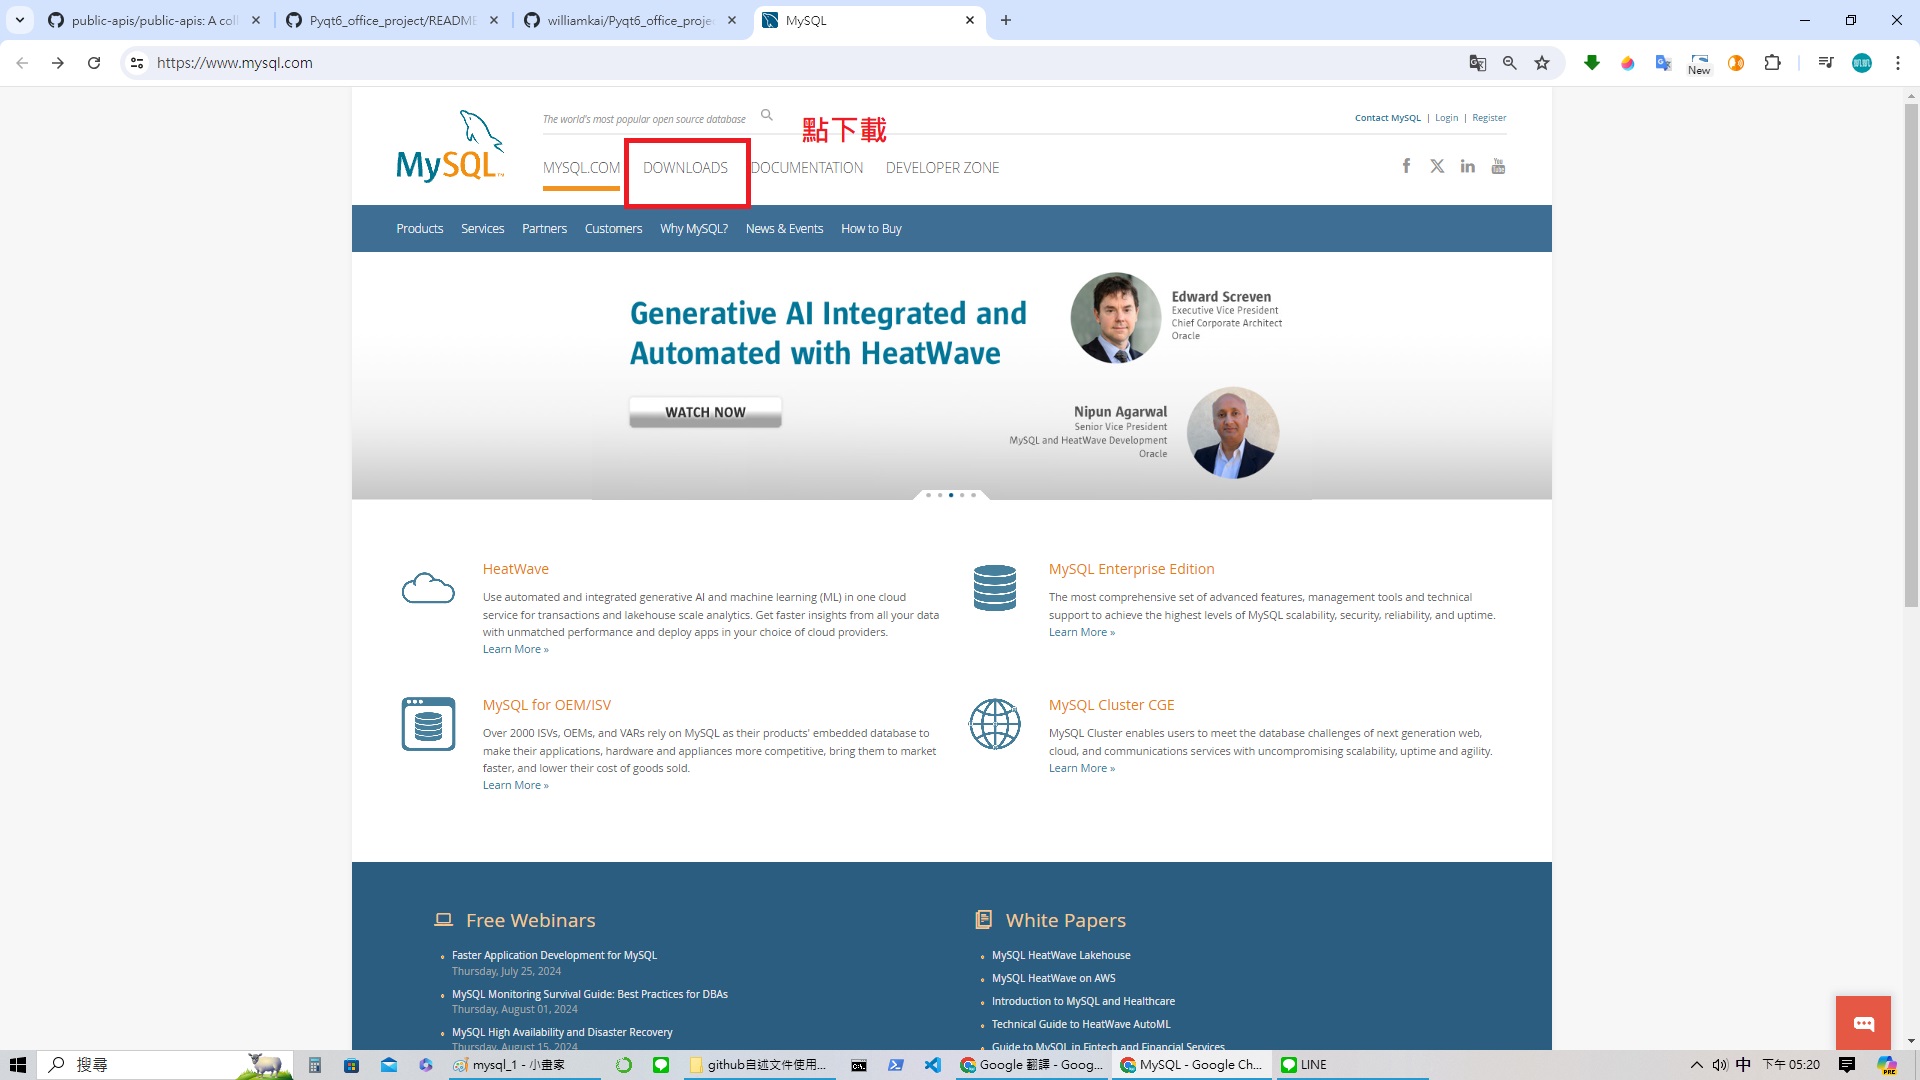 public-apis/public-apis: A coll
Pyqt6_office_project/README
williamkai/Pyqt6_office_projec
MySQL
https://www.mysql.com
New
MySQL™
The world's most popular open source database
點下載
Contact MySQL | Login | Register
MYSQL.COM DOWNLOADS DOCUMENTATION DEVELOPER ZONE
Products Services Partners Customers Why MySQL? News & Events How to Buy
Generative AI Integrated and
Automated with HeatWave
WATCH NOW
Edward Screven
Executive Vice President
Chief Corporate Architect
Oracle
Nipun Agarwal
Senior Vice President
MySQL and HeatWave Development
Oracle
HeatWave
Use automated and integrated generative AI and machine learning (ML) in one cloud
service for transactions and lakehouse scale analytics. Get faster insights from all your data
with unmatched performance and deploy apps in your choice of cloud providers.
Learn More »
MySQL Enterprise Edition
The most comprehensive set of advanced features, management tools and technical
support to achieve the highest levels of MySQL scalability, security, reliability, and uptime.
Learn More »
MySQL for OEM/ISV
Over 2000 ISVs, OEMs, and VARs rely on MySQL as their products' embedded database to
make their applications, hardware and appliances more competitive, bring them to market
faster, and lower their cost of goods sold.
Learn More »
MySQL Cluster CGE
MySQL Cluster enables users to meet the database challenges of next generation web,
cloud, and communications services with uncompromising scalability, uptime and agility.
Learn More »
Free Webinars
Faster Application Development for MySQL
Thursday, July 25, 2024
MySQL Monitoring Survival Guide: Best Practices for DBAs
Thursday, August 01, 2024
MySQL High Availability and Disaster Recovery
Thursday, August 15, 2024
White Papers
MySQL HeatWave Lakehouse
MySQL HeatWave on AWS
Introduction to MySQL and Healthcare
Technical Guide to HeatWave AutoML
Guide to MySQL in Fintech and Financial Services
搜尋
mysql_1 - 小畫家
github自述文件使用...
Google 翻譯 - Goog...
MySQL - Google Ch...
LINE
中
下午 05:20
PRE